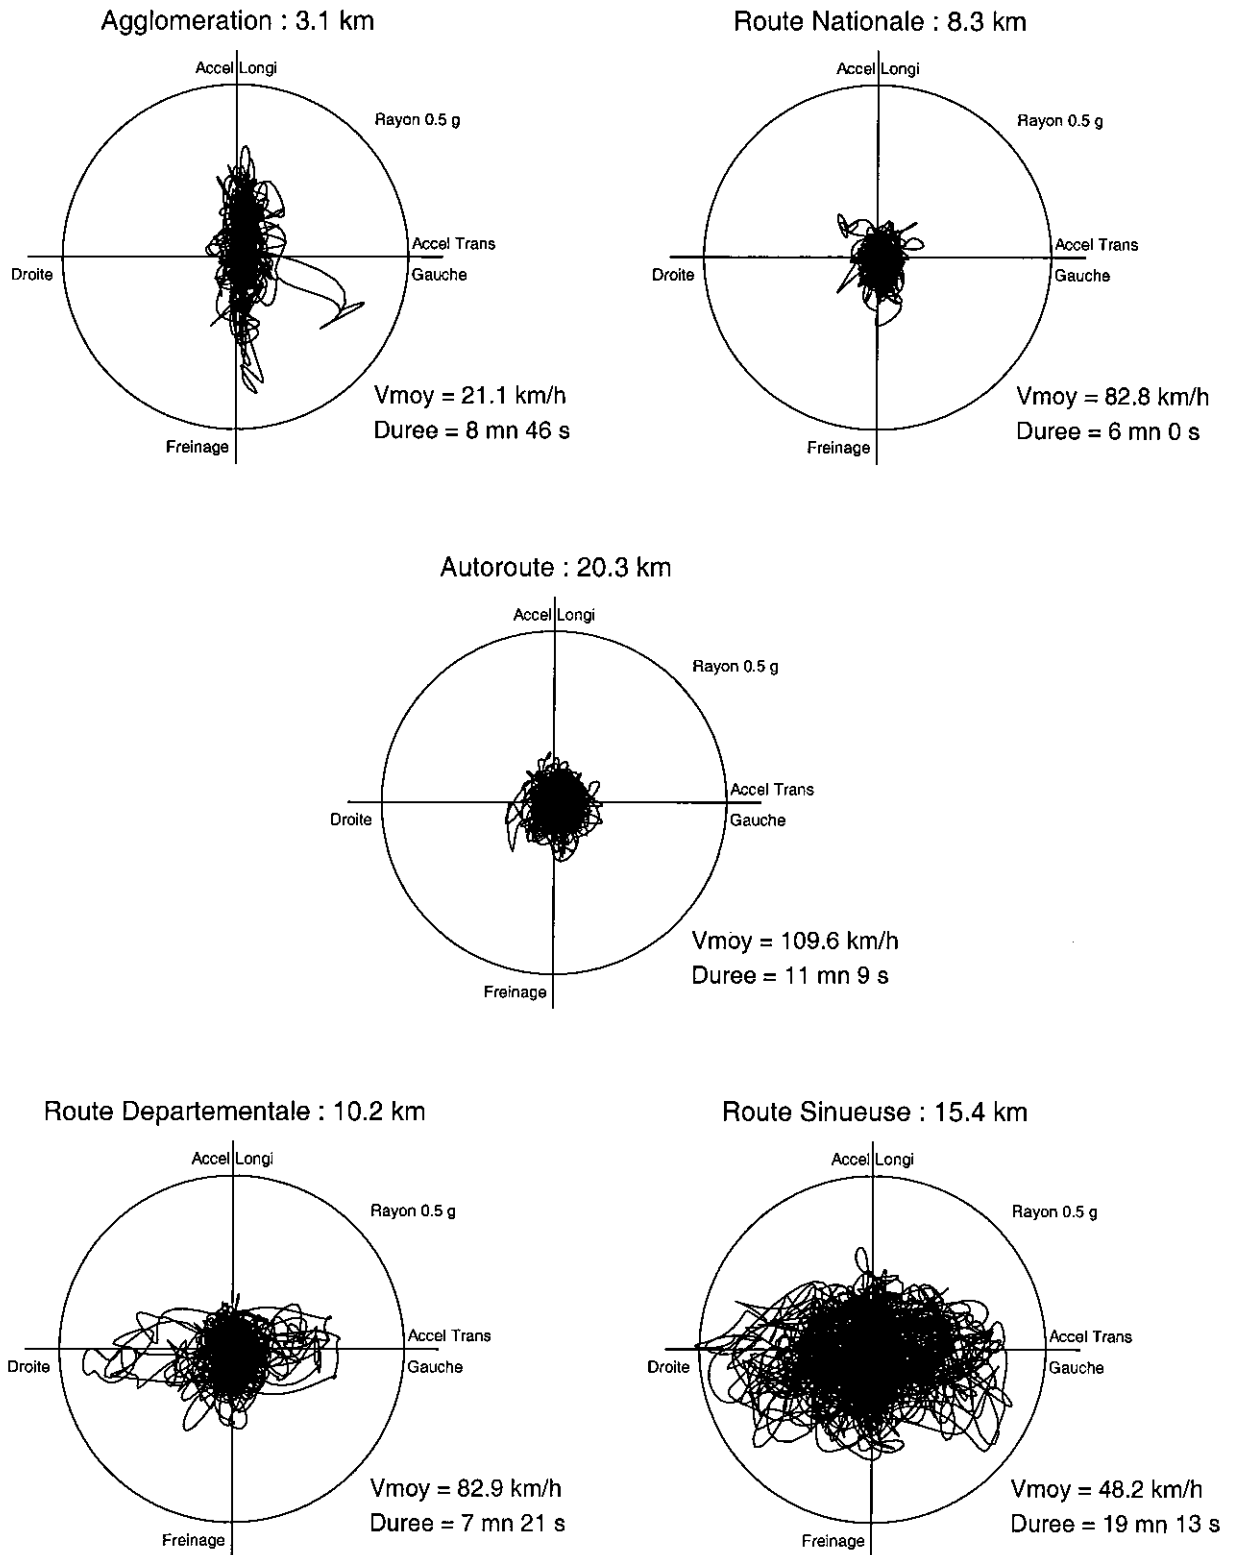 Agglomeration : 3.1 km
Accel Longi
Rayon 0.5 g
Accel Trans
Droite
Gauche
Vmoy = 21.1 km/h
Duree = 8 mn 46 s
Freinage
Route Nationale : 8.3 km
Accel Longi
Rayon 0.5 g
Accel Trans
Droite
Gauche
Vmoy = 82.8 km/h
Duree = 6 mn 0 s
Freinage
Autoroute : 20.3 km
Accel Longi
Rayon 0.5 g
Accel Trans
Droite
Gauche
Vmoy = 109.6 km/h
Duree = 11 mn 9 s
Freinage
Route Departementale : 10.2 km
Accel Longi
Rayon 0.5 g
Accel Trans
Droite
Gauche
Vmoy = 82.9 km/h
Duree = 7 mn 21 s
Freinage
Route Sinueuse : 15.4 km
Accel Longi
Rayon 0.5 g
Accel Trans
Droite
Gauche
Vmoy = 48.2 km/h
Duree = 19 mn 13 s
Freinage